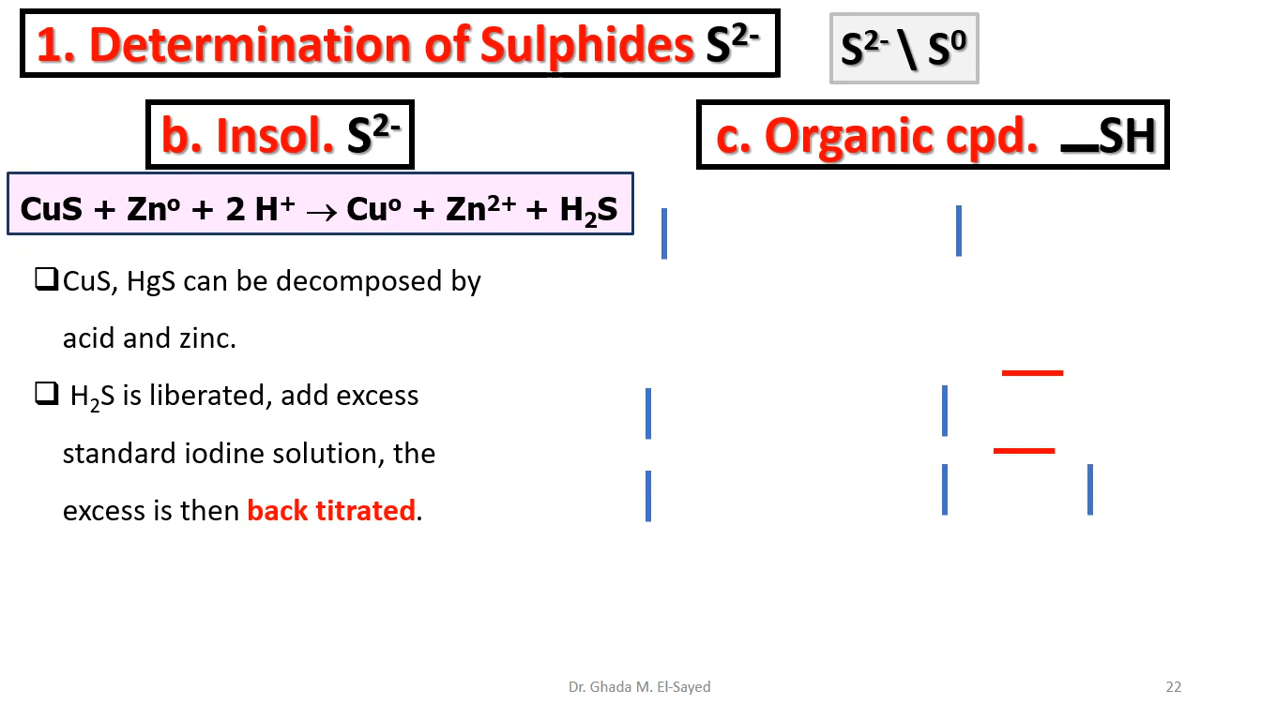 1. Determination of Sulphides S²⁻
S²⁻ \ S⁰
b. Insol. S²⁻
c. Organic cpd. –SH
CuS + Znº + 2 H⁺ → Cuº + Zn²⁺ + H₂S
❑CuS, HgS can be decomposed by
acid and zinc.
❑ H₂S is liberated, add excess
standard iodine solution, the
excess is then back titrated.
Dr. Ghada M. El-Sayed
22